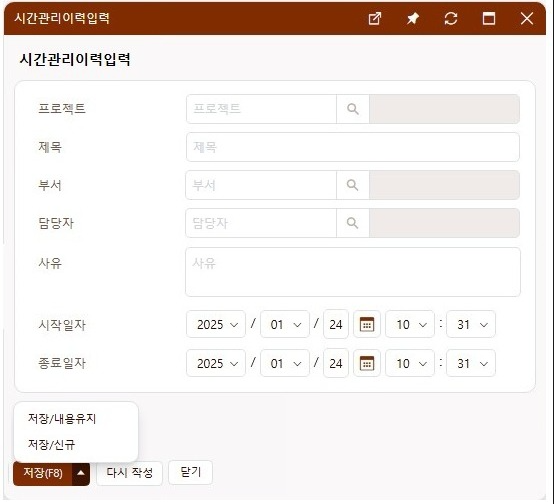 시간관리이력입력
시간관리이력입력
프로젝트 프로젝트
제목 제목
부서 부서
담당자 담당자
사유 사유
시작일자 2025 / 01 / 24 10 : 31
종료일자 2025 / 01 / 24 10 : 31
저장/내용유지
저장/신규
저장(F8) 다시 작성 닫기